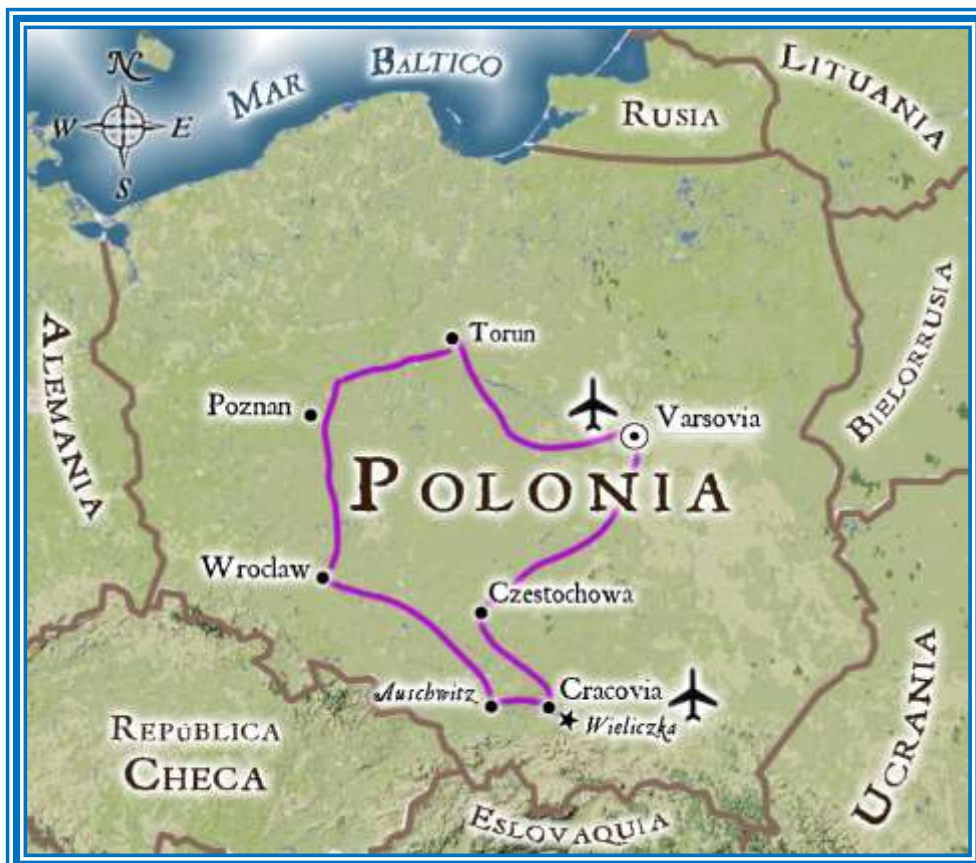 N
W E
S
MAR BALTICO
LITUANIA
RUSIA
ALEMANIA
BIELORRUSIA
Torun
Poznan
Varsovia
POLONIA
Wroclaw
Czestochowa
Auschwitz
Cracovia
Wieliczka
REPÚBLICA
CHECA
ESLOVAQUIA
UCRANIA